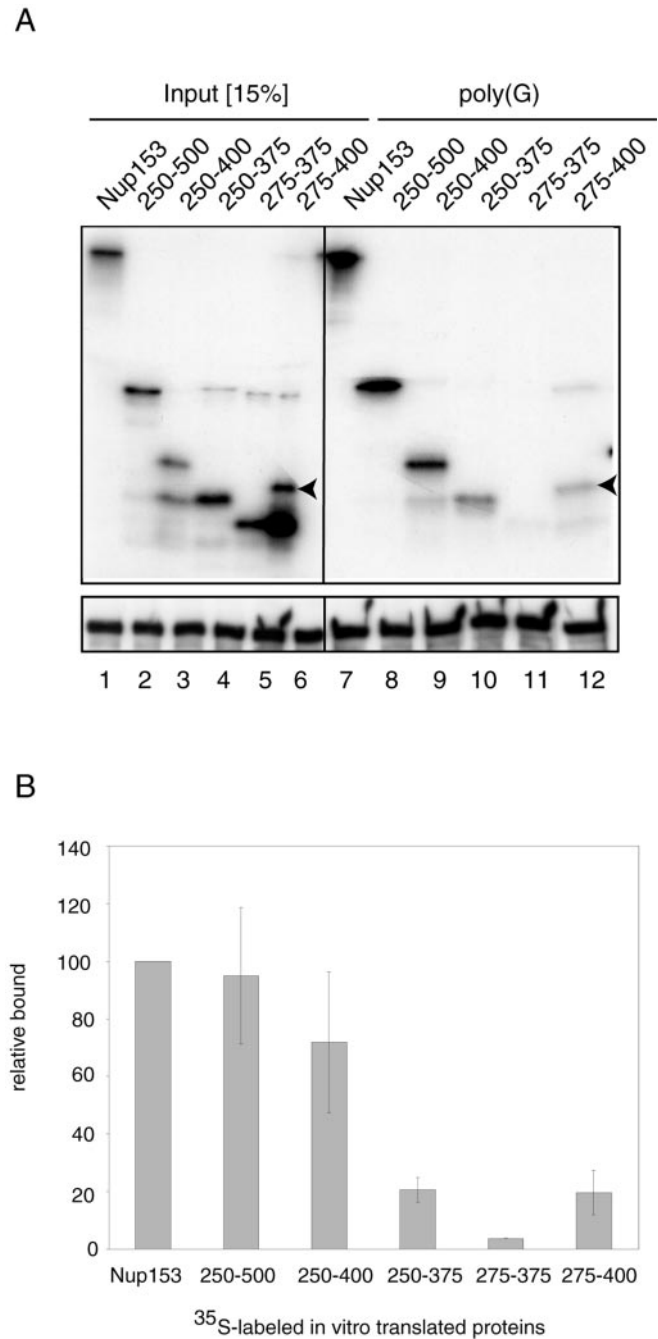 A
Input [15%] poly(G)
Nup153 250-500 250-400 250-375 275-375 275-400 Nup153 250-500 250-400 250-375 275-375 275-400
1 2 3 4 5 6 7 8 9 10 11 12
B
140
120
100
80
60
40
20
0
relative bound
Nup153 250-500 250-400 250-375 275-375 275-400
35S-labeled in vitro translated proteins